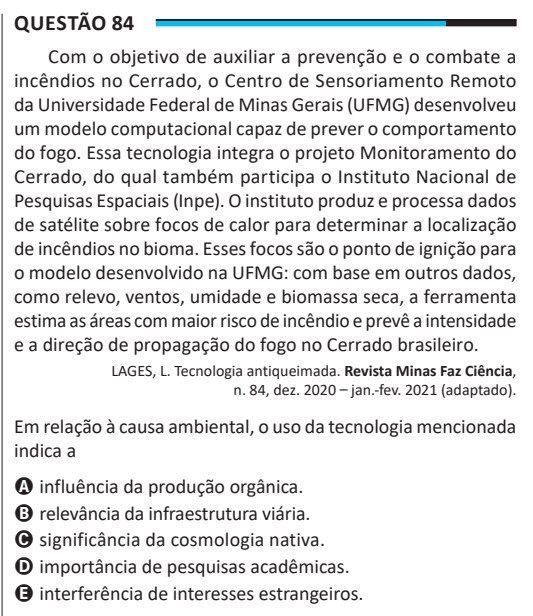 QUESTÃO 84
Com o objetivo de auxiliar a prevenção e o combate a
incêndios no Cerrado, o Centro de Sensoriamento Remoto
da Universidade Federal de Minas Gerais (UFMG) desenvolveu
um modelo computacional capaz de prever o comportamento
do fogo. Essa tecnologia integra o projeto Monitoramento do
Cerrado, do qual também participa o Instituto Nacional de
Pesquisas Espaciais (Inpe). O instituto produz e processa dados
de satélite sobre focos de calor para determinar a localização
de incêndios no bioma. Esses focos são o ponto de ignição para
o modelo desenvolvido na UFMG: com base em outros dados,
como relevo, ventos, umidade e biomassa seca, a ferramenta
estima as áreas com maior risco de incêndio e prevê a intensidade
e a direção de propagação do fogo no Cerrado brasileiro.
LAGES, L. Tecnologia antiqueimada. Revista Minas Faz Ciência,
n. 84, dez. 2020 – jan.-fev. 2021 (adaptado).
Em relação à causa ambiental, o uso da tecnologia mencionada
indica a
A influência da produção orgânica.
B relevância da infraestrutura viária.
C significância da cosmologia nativa.
D importância de pesquisas acadêmicas.
E interferência de interesses estrangeiros.